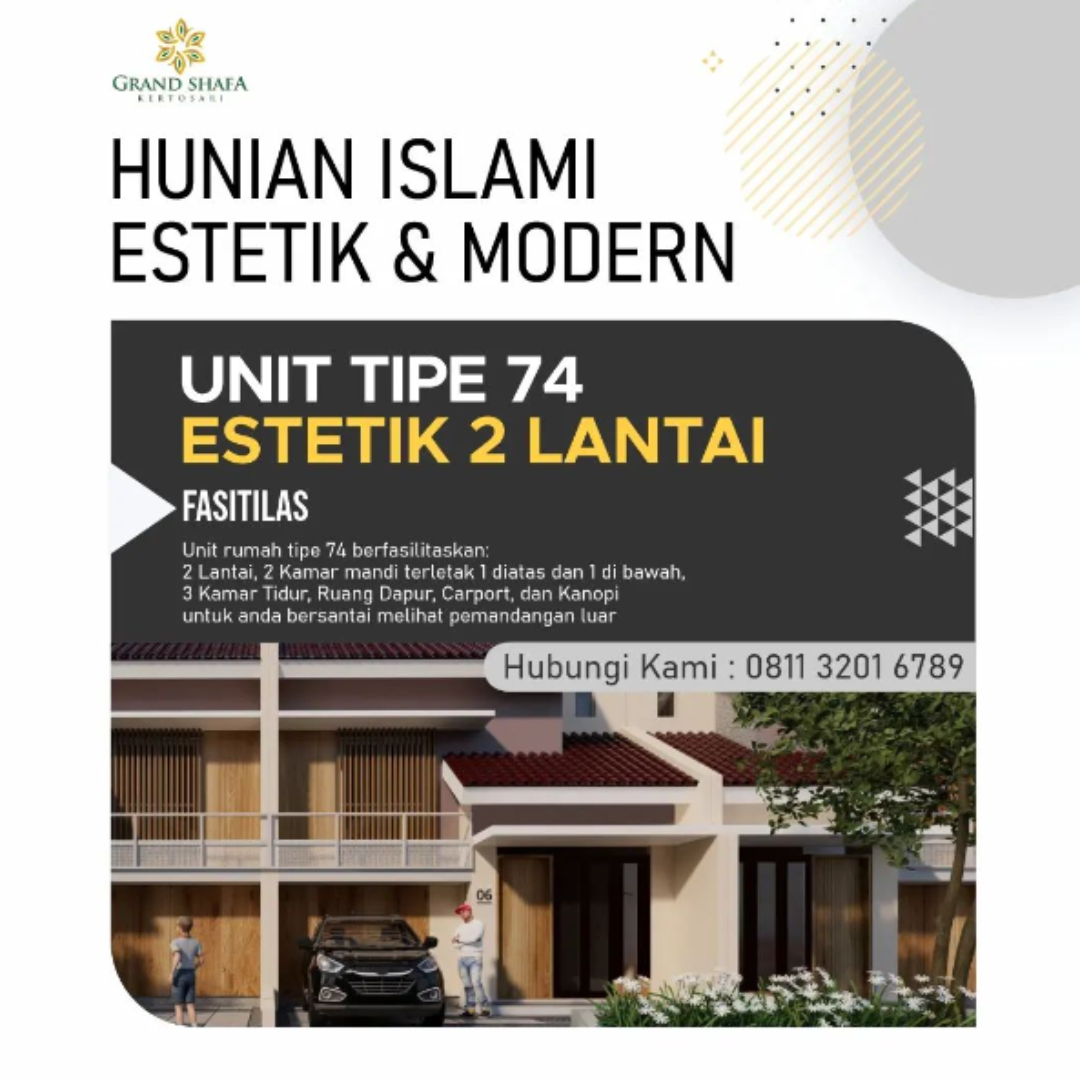 GRAND SHAFA
KERTOSARI
HUNIAN ISLAMI
ESTETIK & MODERN
UNIT TIPE 74
ESTETIK 2 LANTAI
FASITILAS
Unit rumah tipe 74 berfasilitaskan:
2 Lantai, 2 Kamar mandi terletak 1 diatas dan 1 di bawah,
3 Kamar Tidur, Ruang Dapur, Carport, dan Kanopi
untuk anda bersantai melihat pemandangan luar
Hubungi Kami : 0811 3201 6789
06